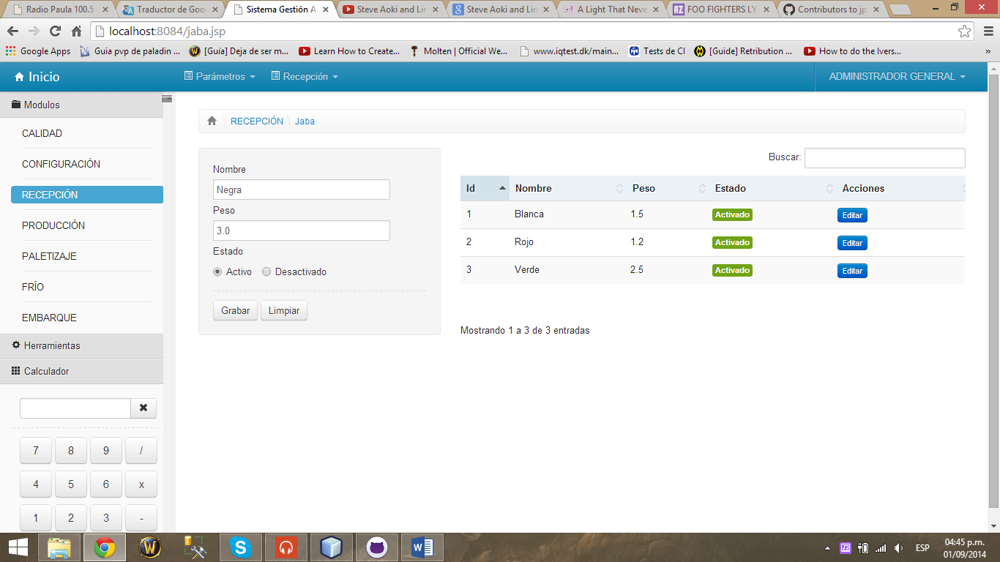 Radio Paula 100.5
Traductor de Goo
Sistema Gestión A
Steve Aoki and Lin
Steve Aoki and Lin
A Light That Neve
FOO FIGHTERS LY
Contributors to jp
localhost:8084/jaba.jsp
Google Apps
Guia pvp de paladin ...
[Guía] Deja de ser m...
Learn How to Create...
Molten | Official We...
www.iqtest.dk/main...
Tests de CI
[Guide] Retribution ...
How to do the Ivers...
»
Inicio
Parámetros
Recepción
ADMINISTRADOR GENERAL
Modulos
CALIDAD
CONFIGURACIÓN
RECEPCIÓN
PRODUCCIÓN
PALETIZAJE
FRÍO
EMBARQUE
Herramientas
Calculador
7 8 9 /
4 5 6 x
1 2 3 -
RECEPCIÓN \ Jaba
Nombre
Negra
Peso
3.0
Estado
Activo Desactivado
Grabar Limpiar
Buscar:
Id Nombre Peso Estado Acciones
1 Blanca 1.5 Activado Editar
2 Rojo 1.2 Activado Editar
3 Verde 2.5 Activado Editar
Mostrando 1 a 3 de 3 entradas
ESP
04:45 p.m.
01/09/2014